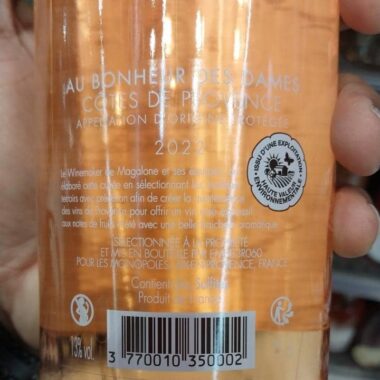 AU BONHEUR DES DAMES
CÔTES DE PROVENCE
APPELLATION D'ORIGINE PROTÉGÉE
2022
ISSU D'UNE EXPLOITATION
HAUTE VALEUR
ENVIRONNEMENTALE
Le Winemaker de Magalone et ses
élaboré cette cuvée en sélectionnant les
terroirs avec
afin de créer la
des vins de Provence pour offrir un vin
aux notes de fruits d'été avec une belle fraîcheur aromatique.
SÉLECTIONNÉE À LA PROPRIÉTÉ
ET MIS EN BOUTEILLE PAR
POUR LES MONOPOLES PROVENCE, FRANCE
Contient des Sulfites
Produit de France
13% vol.
3 770010 350002